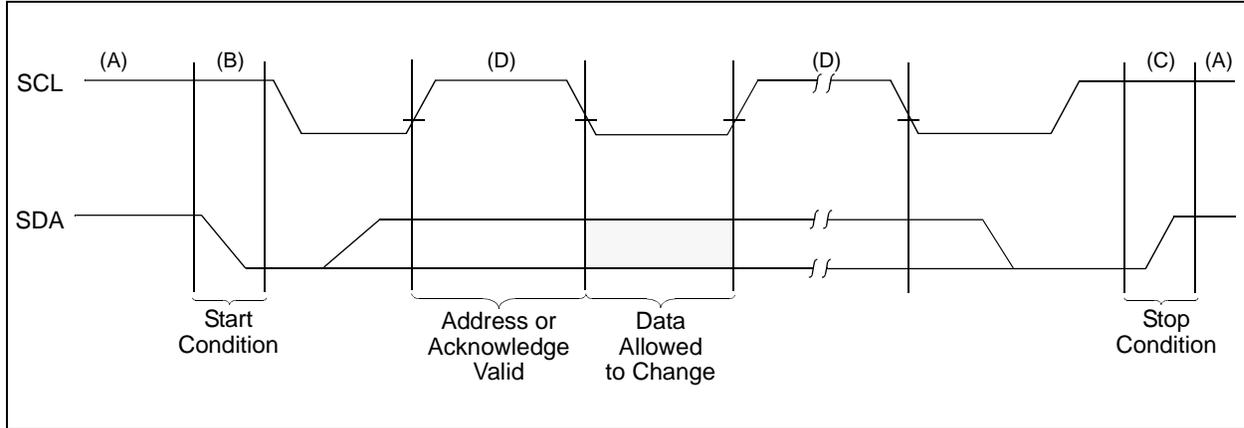 (A) (B) (D) (D) (C) (A)
SCL
SDA
Start
Condition
Address or
Acknowledge
Valid
Data
Allowed
to Change
Stop
Condition